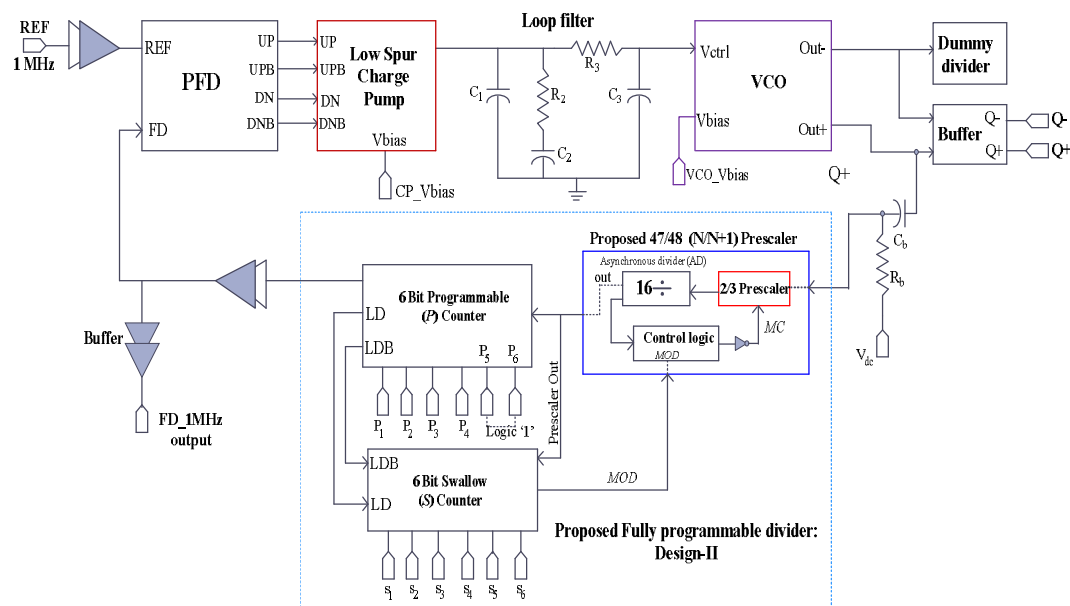 REF
1 MHz
REF
PFD
FD
UP
UPB
DN
DNB
UP
UPB
DN
DNB
Low Spur
Charge
Pump
Vbias
CP_Vbias
Loop filter
C1
R2
C2
R3
C3
Vctrl
VCO
Vbias
Out-
Out+
VCO_Vbias
Dummy
divider
Buffer
Q-
Q+
Q-
Q+
Q+
Cb
Rb
Vdc
Proposed 47/48 (N/N+1) Prescaler
Asynchronous divider (AD)
out
16÷
2/3 Prescaler
Control logic
MOD
MC
6 Bit Programmable
(P) Counter
LD
LDB
P5
P6
P1
P2
P3
P4
Logic ‘1’
Prescaler Out
Buffer
FD_1MHz
output
LDB
LD
6 Bit Swallow
(S) Counter
MOD
S1
S2
S3
S4
S5
S6
Proposed Fully programmable divider:
Design-II